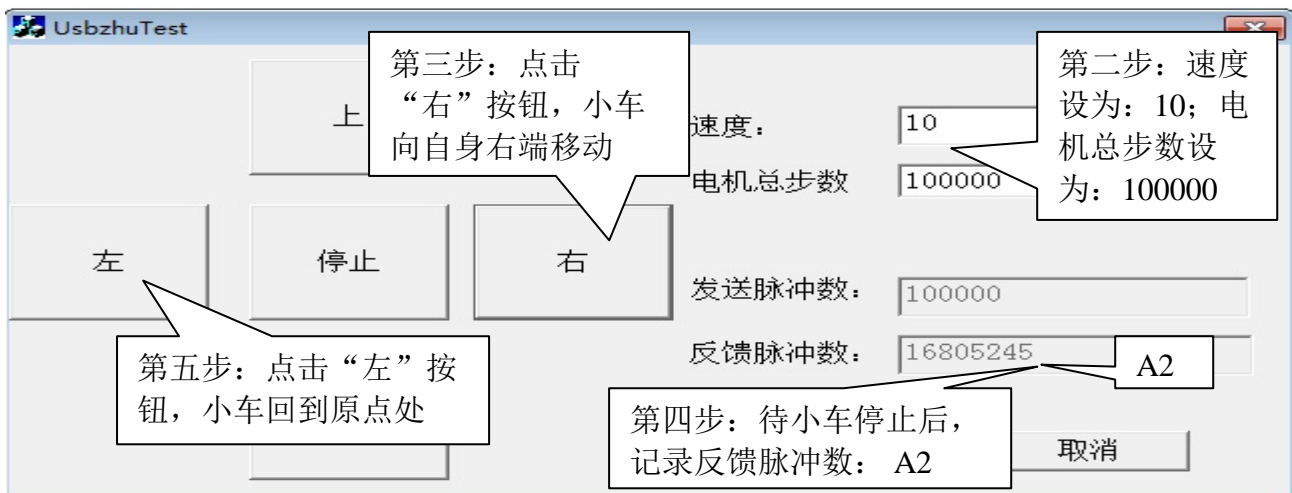 UsbzhuTest
第三步：点击
“右”按钮，小车
向自身右端移动
第二步：速度
设为：10；电
机总步数设
为：100000
上
速度：
10
电机总步数
100000
左
停止
右
发送脉冲数：
100000
反馈脉冲数：
16805245
A2
第五步：点击“左”按
钮，小车回到原点处
第四步：待小车停止后，
记录反馈脉冲数： A2
取消